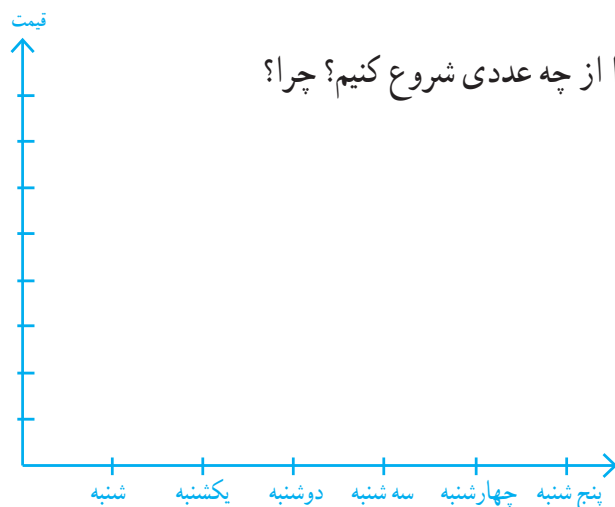 قیمت
از چه عددی شروع کنیم؟ چرا؟
شنبه یکشنبه دوشنبه سه شنبه چهارشنبه پنج شنبه